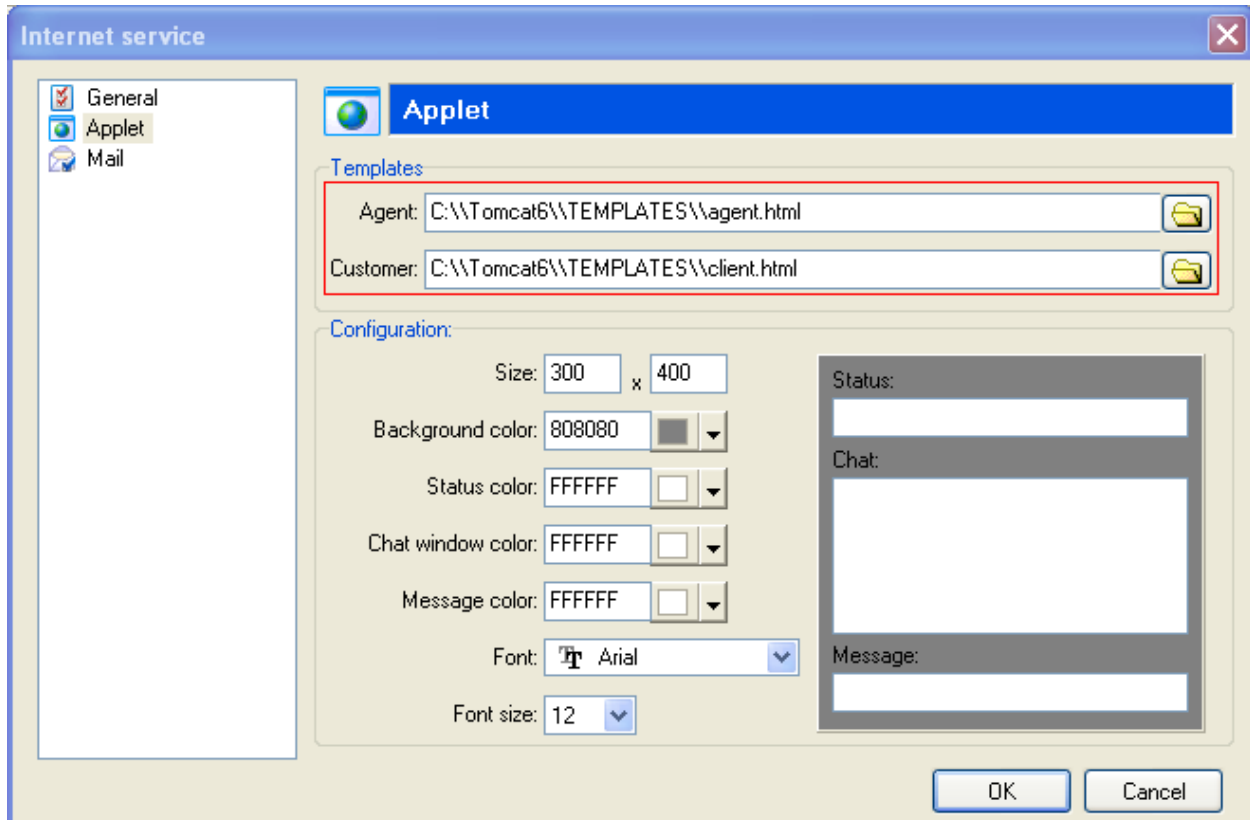 Internet service
General
Applet
Mail
Applet
Templates
Agent: C:\\Tomcat6\\TEMPLATES\\agent.html
Customer: C:\\Tomcat6\\TEMPLATES\\client.html
Configuration:
Size: 300 x 400
Background color: 808080
Status color: FFFFFF
Chat window color: FFFFFF
Message color: FFFFFF
Font: Arial
Font size: 12
Status:
Chat:
Message:
OK Cancel